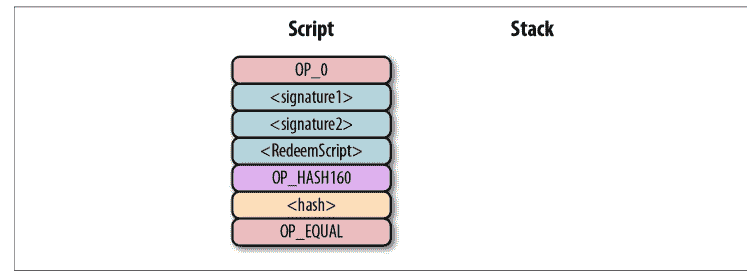 Script
Stack
OP_0
<signature1>
<signature2>
<RedeemScript>
OP_HASH160
<hash>
OP_EQUAL